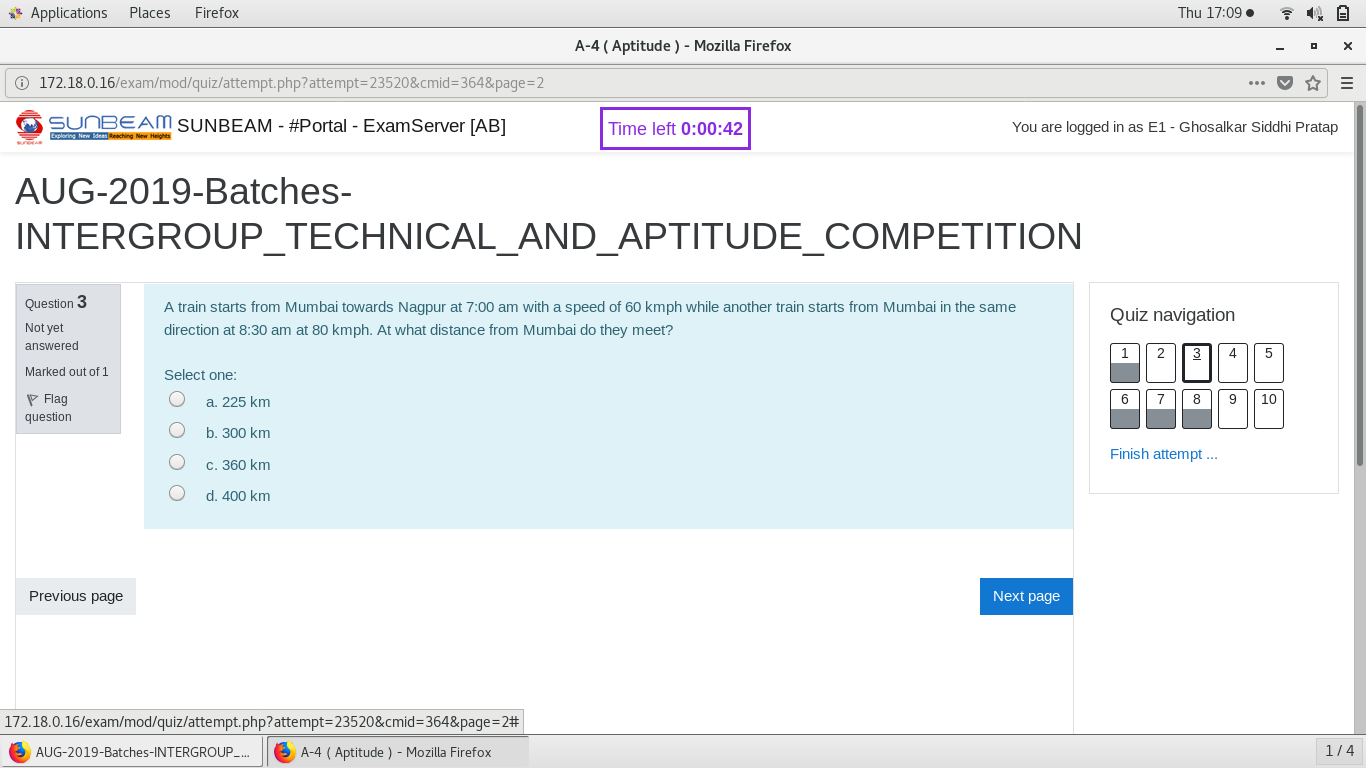 Applications Places Firefox Thu 17:09
A-4 ( Aptitude ) - Mozilla Firefox
172.18.0.16/exam/mod/quiz/attempt.php?attempt=23520&cmid=364&page=2
SUNBEAM
Exploring New Ideas Reaching New Heights
SUNBEAM
SUNBEAM - #Portal - ExamServer [AB]
Time left 0:00:42
You are logged in as E1 - Ghosalkar Siddhi Pratap
AUG-2019-Batches-
INTERGROUP_TECHNICAL_AND_APTITUDE_COMPETITION
Question 3
Not yet
answered
Marked out of 1
Flag
question
A train starts from Mumbai towards Nagpur at 7:00 am with a speed of 60 kmph while another train starts from Mumbai in the same
direction at 8:30 am at 80 kmph. At what distance from Mumbai do they meet?
Select one:
a. 225 km
b. 300 km
c. 360 km
d. 400 km
Quiz navigation
1 2 3 4 5
6 7 8 9 10
Finish attempt ...
Previous page
Next page
172.18.0.16/exam/mod/quiz/attempt.php?attempt=23520&cmid=364&page=2#
AUG-2019-Batches-INTERGROUP_... A-4 ( Aptitude ) - Mozilla Firefox 1 / 4